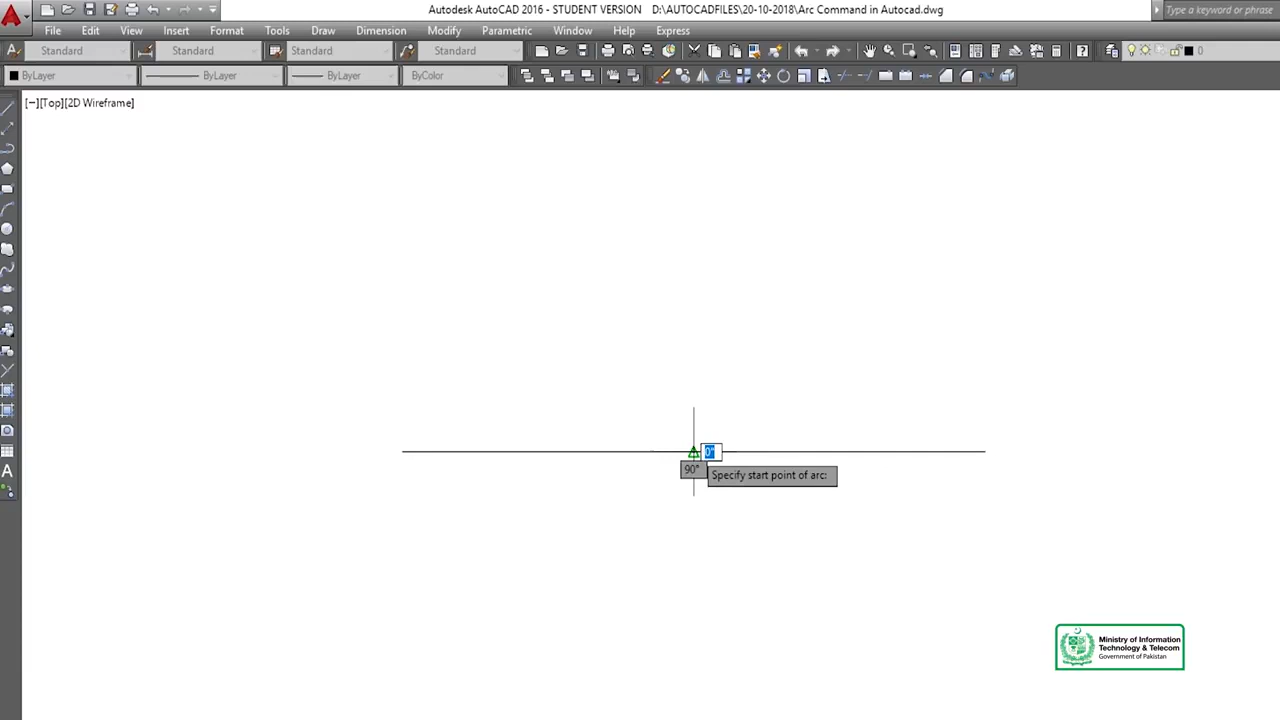 Autodesk AutoCAD 2016 - STUDENT VERSION D:\AUTOCADFILES\20-10-2018\Arc Command in Autocad.dwg
Type a keyword or phrase
File Edit View Insert Format Tools Draw Dimension Modify Parametric Window Help Express
Standard Standard Standard Standard 0
ByLayer ByLayer ByLayer ByColor
[−][Top][2D Wireframe]
0°
90°
Specify start point of arc:
Ministry of Information
Technology & Telecom
Government of Pakistan
A